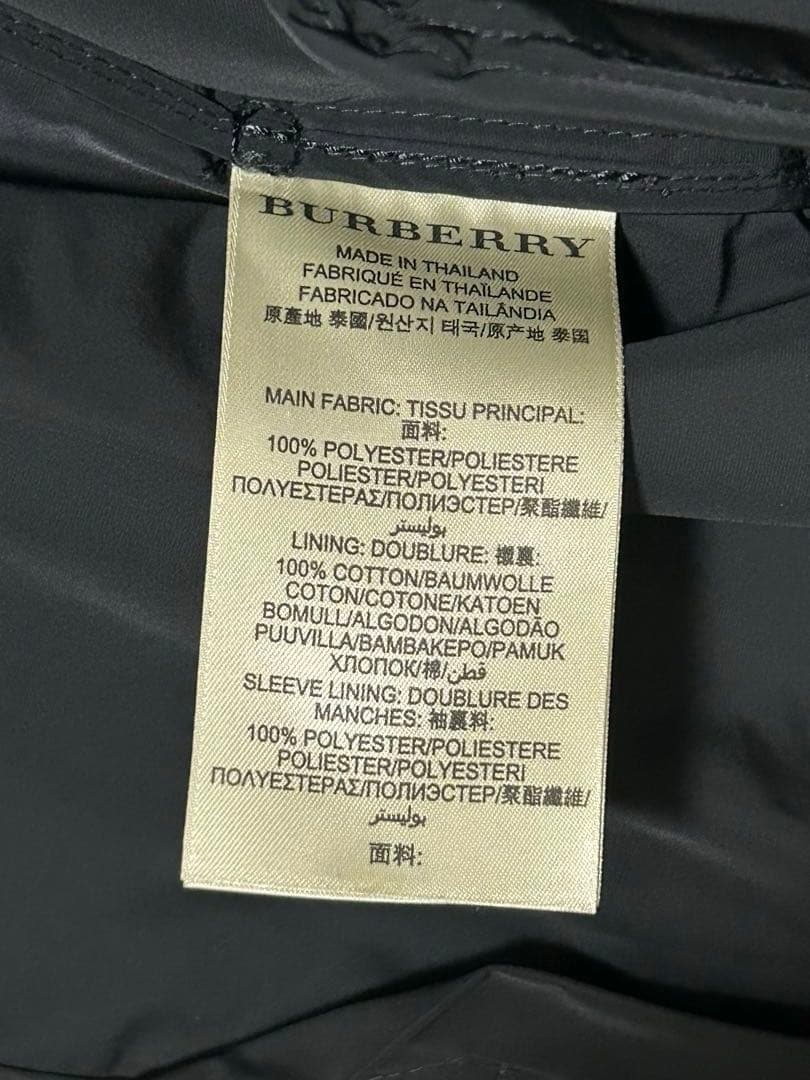 BURBERRY
MADE IN THAILAND
FABRIQUÉ EN THAÏLANDE
FABRICADO NA TAILÂNDIA
原產地 泰國/원산지 태국/原产地 泰国
MAIN FABRIC: TISSU PRINCIPAL:
面料:
100% POLYESTER/POLIESTERE
POLIESTER/POLYESTERI
ΠΟΛΥΕΣΤΕΡΑΣ/ПОЛИЭСТЕР/聚酯纖維/
بوليستر
LINING: DOUBLURE: 襯裏:
100% COTTON/BAUMWOLLE
COTON/COTONE/KATOEN
BOMULL/ALGODON/ALGODÃO
PUUVILLA/ΒΑΜΒΑΚΕΡΟ/PAMUK
ХЛОПОК/棉/قطن
SLEEVE LINING: DOUBLURE DES
MANCHES: 袖裏料:
100% POLYESTER/POLIESTERE
POLIESTER/POLYESTERI
ΠΟΛΥΕΣΤΕΡΑΣ/ПОЛИЭСТЕР/聚酯纖維/
بوليستر
面料: